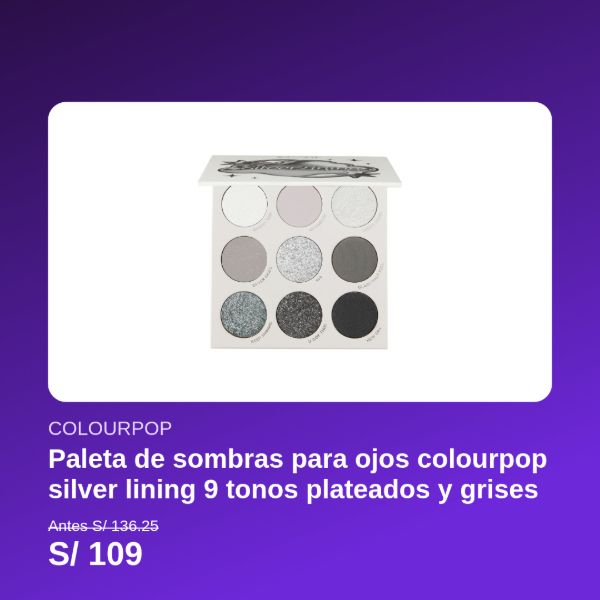 COLOURPOP
Paleta de sombras para ojos colourpop
silver lining 9 tonos plateados y grises
Antes S/ 136.25
S/ 109